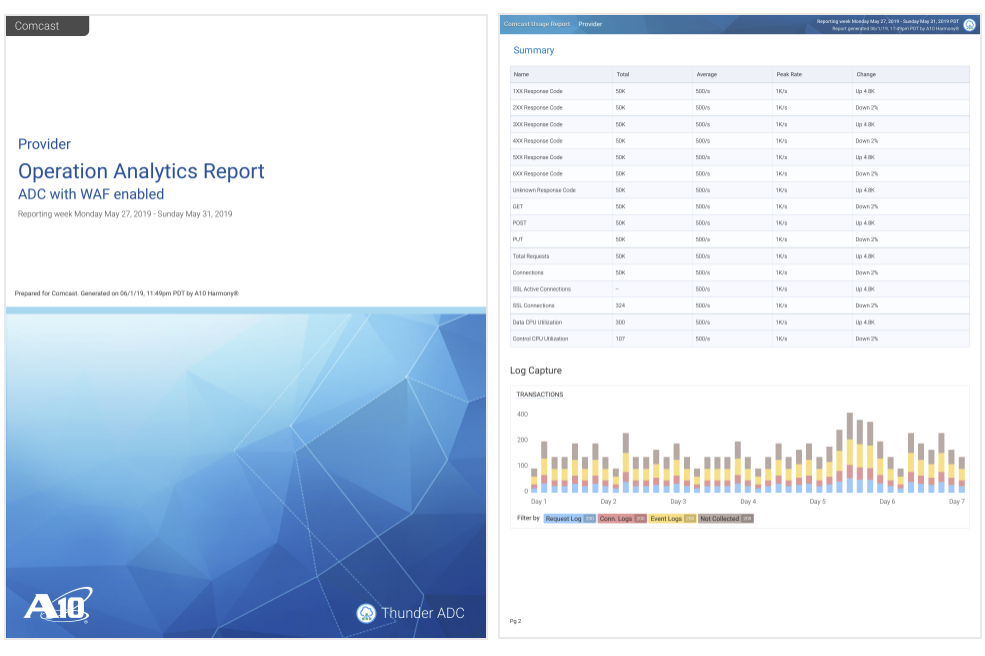 Comcast
Provider
Operation Analytics Report
ADC with WAF enabled
Reporting week Monday May 27, 2019 - Sunday May 31, 2019
Prepared for Comcast. Generated on 06/1/19, 11:49pm PDT by A10 Harmony®
A10
Thunder ADC
Comcast Usage Report Provider
Reporting week Monday May 27, 2019 - Sunday May 31, 2019 PDT
Report generated 06/1/19, 11:49pm PDT by A10 Harmony®
Summary
Name Total Average Peak Rate Change
1XX Response Code 50K 500/s 1K/s Up 4.8K
2XX Response Code 50K 500/s 1K/s Down 2%
3XX Response Code 50K 500/s 1K/s Up 4.8K
4XX Response Code 50K 500/s 1K/s Down 2%
5XX Response Code 50K 500/s 1K/s Up 4.8K
6XX Response Code 50K 500/s 1K/s Down 2%
Unknown Response Code 50K 500/s 1K/s Up 4.8K
GET 50K 500/s 1K/s Down 2%
POST 50K 500/s 1K/s Up 4.8K
PUT 50K 500/s 1K/s Down 2%
Total Requests 50K 500/s 1K/s Up 4.8K
Connections 50K 500/s 1K/s Down 2%
SSL Active Connections -- 500/s 1K/s Up 4.8K
SSL Connections 324 500/s 1K/s Down 2%
Data CPU Utilization 300 500/s 1K/s Up 4.8K
Control CPU Utilization 107 500/s 1K/s Down 2%
Log Capture
TRANSACTIONS
400
200
100
0
Day 1 Day 2 Day 3 Day 4 Day 5 Day 6 Day 7
Filter by Request Log Conn. Logs Event Logs Not Collected
Pg 2